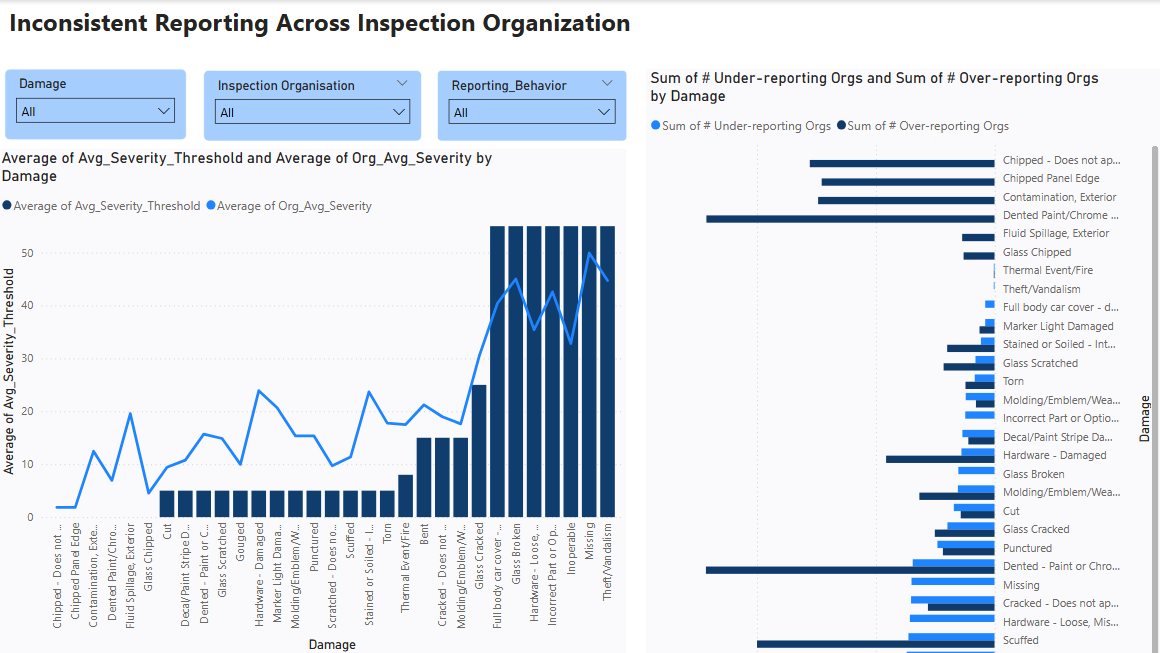 Inconsistent Reporting Across Inspection Organization
Damage
All
Inspection Organisation
All
Reporting_Behavior
All
Average of Avg_Severity_Threshold and Average of Org_Avg_Severity by
Damage
Average of Avg_Severity_Threshold
Average of Org_Avg_Severity
Average of Avg_Severity_Threshold
50
40
30
20
10
0
Chipped - Does not ...
Chipped Panel Edge
Contamination, Exte...
Dented Paint/Chro...
Fluid Spillage, Exterior
Glass Chipped
Cut
Decal/Paint Stripe D...
Dented - Paint or C...
Glass Scratched
Gouged
Hardware - Damaged
Marker Light Dama...
Molding/Emblem/W...
Punctured
Scratched - Does no...
Scuffed
Stained or Soiled - I...
Torn
Thermal Event/Fire
Bent
Cracked - Does not ...
Molding/Emblem/W...
Glass Cracked
Full body car cover -...
Glass Broken
Hardware - Loose, ...
Incorrect Part or Op...
Inoperable
Missing
Theft/Vandalism
Damage
Sum of # Under-reporting Orgs and Sum of # Over-reporting Orgs
by Damage
Sum of # Under-reporting Orgs
Sum of # Over-reporting Orgs
Chipped - Does not ap...
Chipped Panel Edge
Contamination, Exterior
Dented Paint/Chrome ...
Fluid Spillage, Exterior
Glass Chipped
Thermal Event/Fire
Theft/Vandalism
Full body car cover - d...
Marker Light Damaged
Stained or Soiled - Int...
Glass Scratched
Torn
Molding/Emblem/Wea...
Incorrect Part or Optio...
Decal/Paint Stripe Da...
Hardware - Damaged
Glass Broken
Molding/Emblem/Wea...
Cut
Glass Cracked
Punctured
Dented - Paint or Chro...
Missing
Cracked - Does not ap...
Hardware - Loose, Mis...
Scuffed
Damage